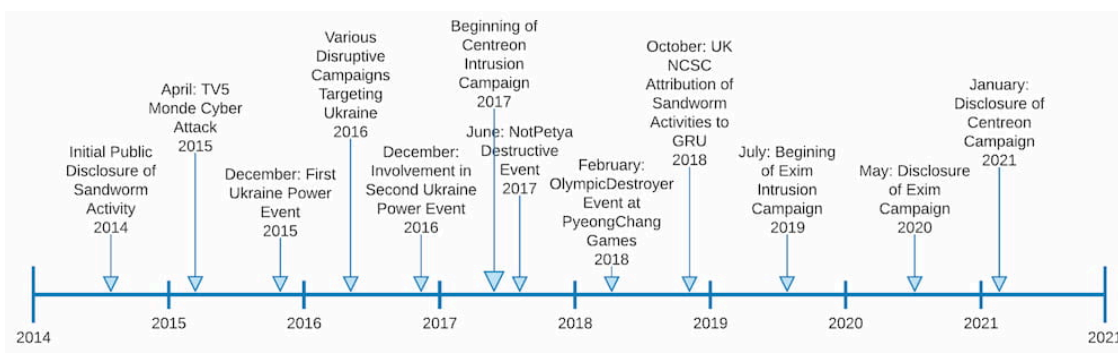 Initial Public
Disclosure of
Sandworm
Activity
2014
April: TV5
Monde Cyber
Attack
2015
December: First
Ukraine Power
Event
2015
Various
Disruptive
Campaigns
Targeting
Ukraine
2016
December:
Involvement in
Second Ukraine
Power Event
2016
Beginning of
Centreon
Intrusion
Campaign
2017
June: NotPetya
Destructive
Event
2017
February:
OlympicDestroyer
Event at
PyeongChang
Games
2018
October: UK
NCSC
Attribution of
Sandworm
Activities to
GRU
2018
July: Begining
of Exim
Intrusion
Campaign
2019
May: Disclosure
of Exim
Campaign
2020
January:
Disclosure of
Centreon
Campaign
2021
2014
2015
2016
2017
2018
2019
2020
2021
2021